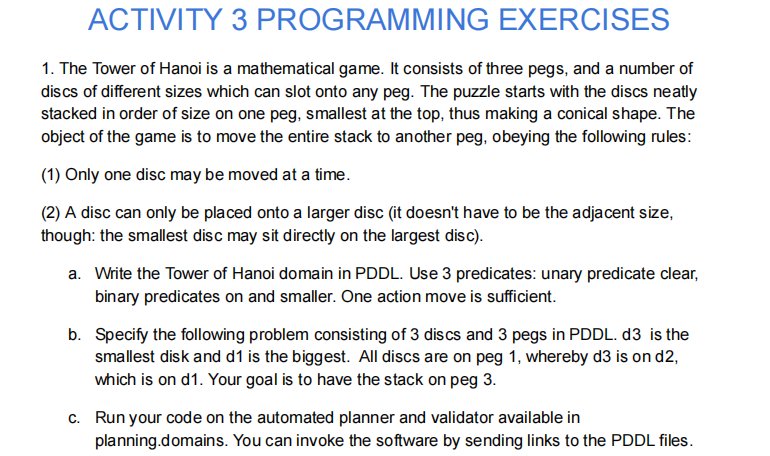 ACTIVITY 3 PROGRAMMING EXERCISES
1. The Tower of Hanoi is a mathematical game. It consists of three pegs, and a number of
discs of different sizes which can slot onto any peg. The puzzle starts with the discs neatly
stacked in order of size on one peg, smallest at the top, thus making a conical shape. The
object of the game is to move the entire stack to another peg, obeying the following rules:
(1) Only one disc may be moved at a time.
(2) A disc can only be placed onto a larger disc (it doesn't have to be the adjacent size,
though: the smallest disc may sit directly on the largest disc).
a. Write the Tower of Hanoi domain in PDDL. Use 3 predicates: unary predicate clear,
binary predicates on and smaller. One action move is sufficient.
b. Specify the following problem consisting of 3 discs and 3 pegs in PDDL. d3 is the
smallest disk and d1 is the biggest. All discs are on peg 1, whereby d3 is on d2,
which is on d1. Your goal is to have the stack on peg 3.
c. Run your code on the automated planner and validator available in
planning.domains. You can invoke the software by sending links to the PDDL files.